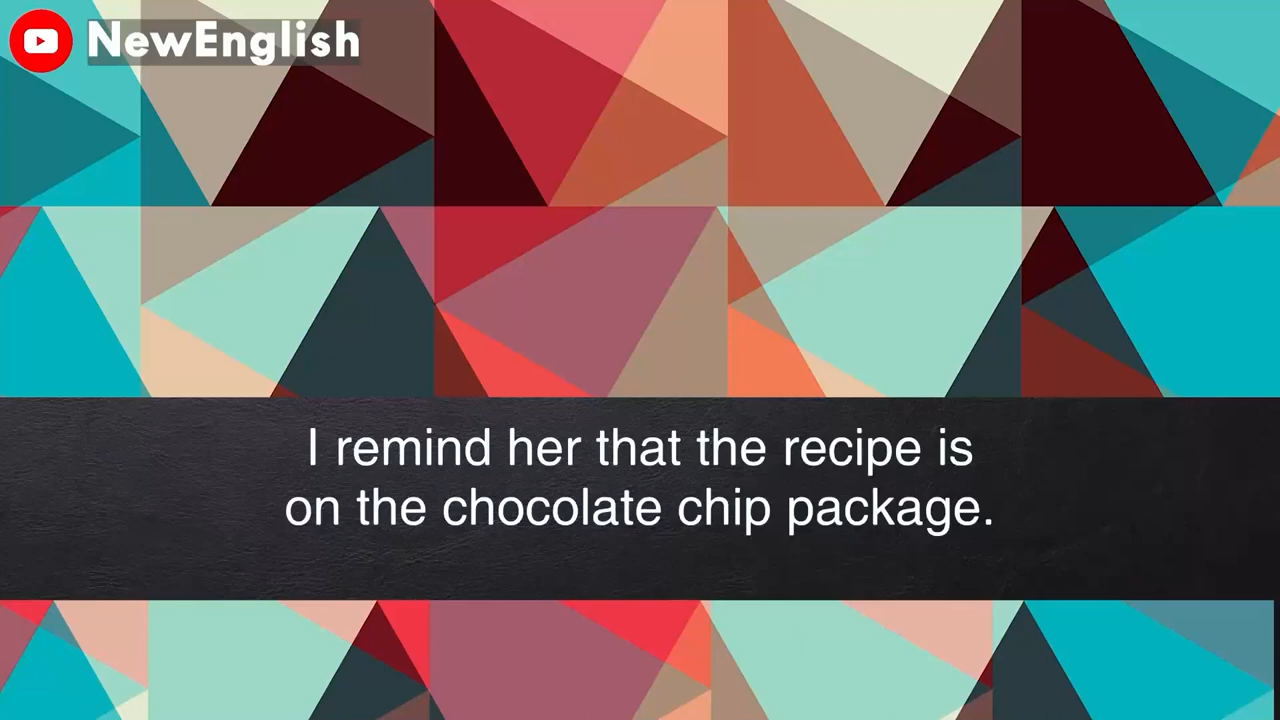 NewEnglish
I remind her that the recipe is
on the chocolate chip package.